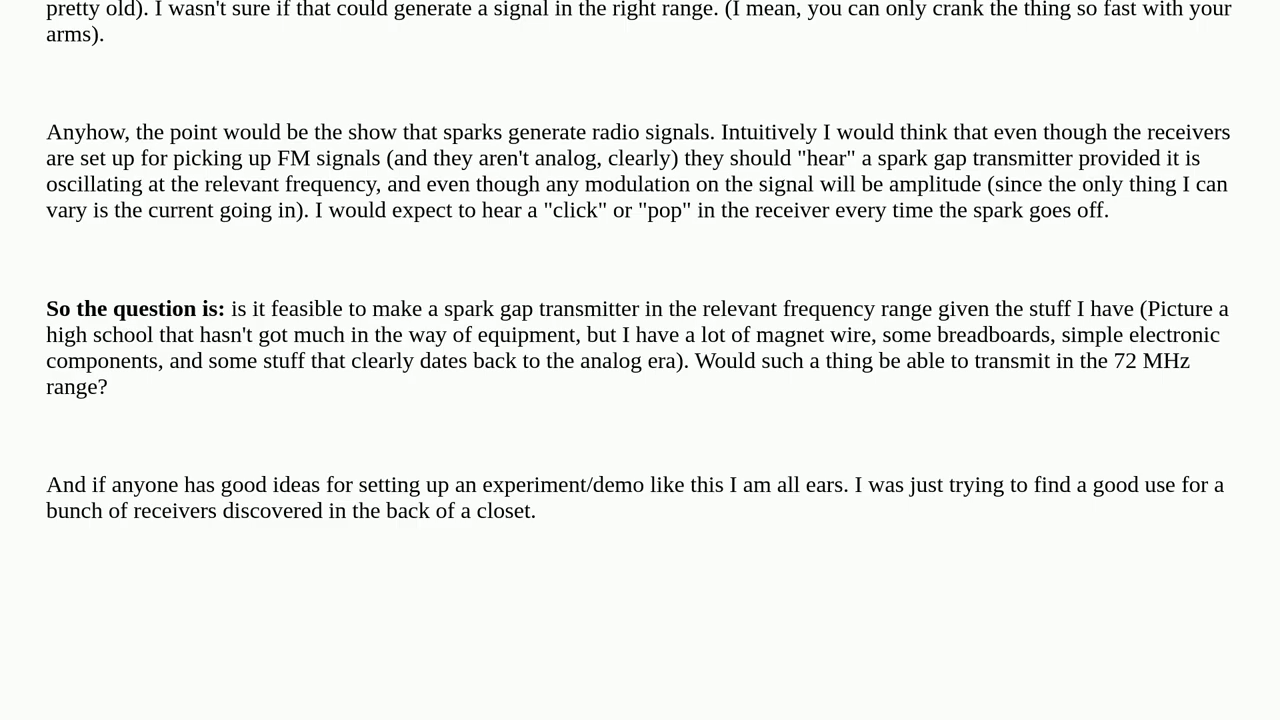 pretty old). I wasn't sure if that could generate a signal in the right range. (I mean, you can only crank the thing so fast with your
arms).
Anyhow, the point would be the show that sparks generate radio signals. Intuitively I would think that even though the receivers
are set up for picking up FM signals (and they aren't analog, clearly) they should "hear" a spark gap transmitter provided it is
oscillating at the relevant frequency, and even though any modulation on the signal will be amplitude (since the only thing I can
vary is the current going in). I would expect to hear a "click" or "pop" in the receiver every time the spark goes off.
So the question is: is it feasible to make a spark gap transmitter in the relevant frequency range given the stuff I have (Picture a
high school that hasn't got much in the way of equipment, but I have a lot of magnet wire, some breadboards, simple electronic
components, and some stuff that clearly dates back to the analog era). Would such a thing be able to transmit in the 72 MHz
range?
And if anyone has good ideas for setting up an experiment/demo like this I am all ears. I was just trying to find a good use for a
bunch of receivers discovered in the back of a closet.